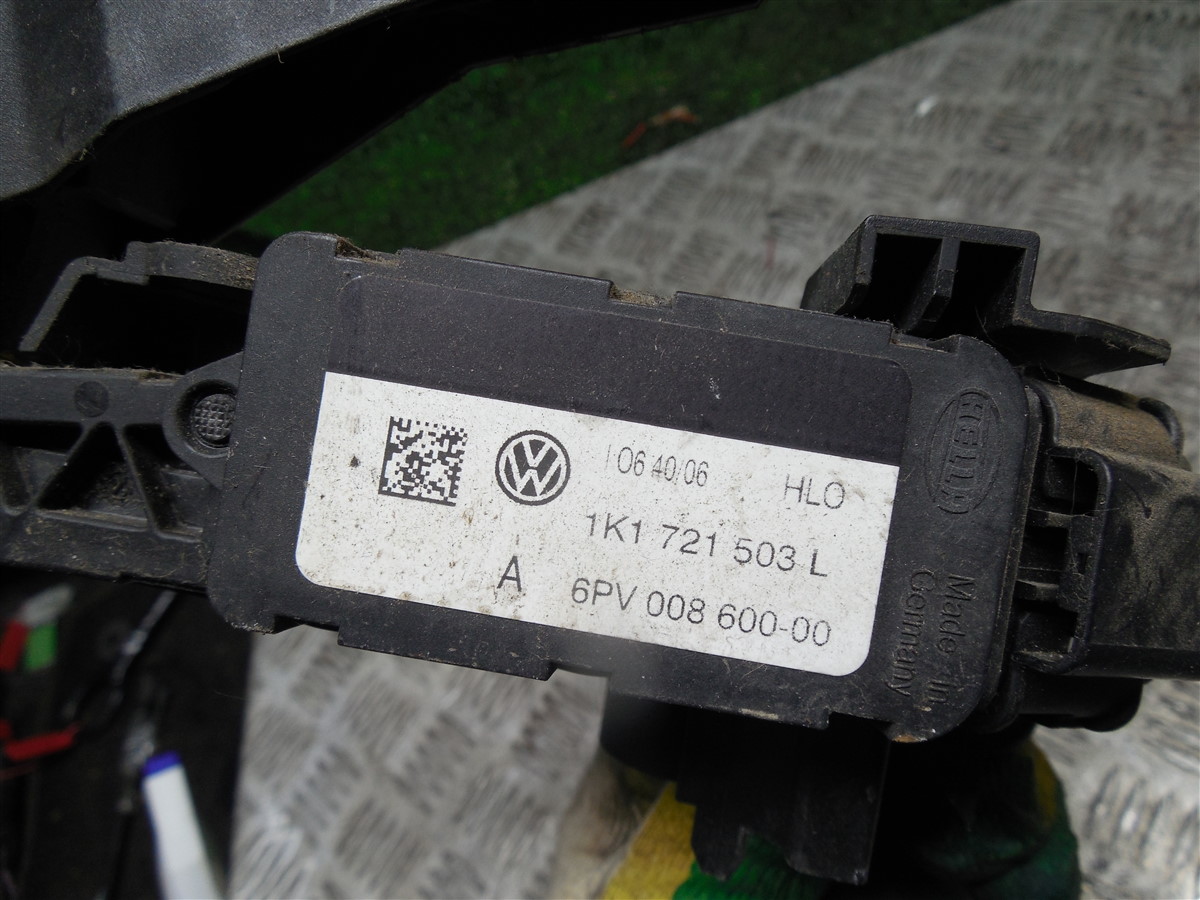 I 06 40/06 HLO
1K1 721 503 L
A 6PV 008 600-00
HELLA
Made in
Germany